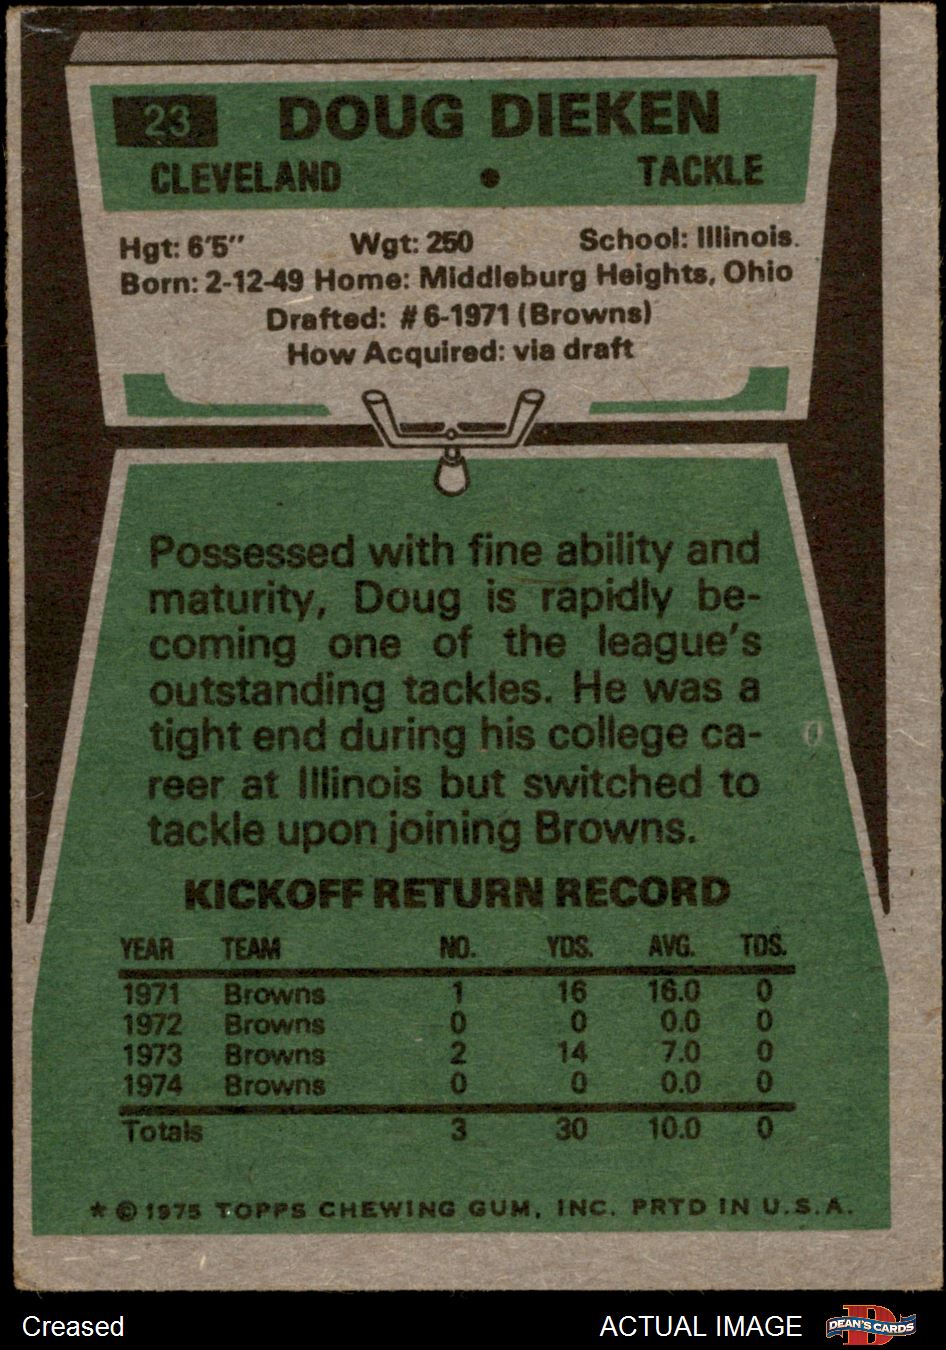 23 DOUG DIEKEN
CLEVELAND • TACKLE
Hgt: 6'5" Wgt: 250 School: Illinois.
Born: 2-12-49 Home: Middleburg Heights, Ohio
Drafted: #6-1971 (Browns)
How Acquired: via draft
Possessed with fine ability and
maturity, Doug is rapidly be-
coming one of the league's
outstanding tackles. He was a
tight end during his college ca-
reer at Illinois but switched to
tackle upon joining Browns.
KICKOFF RETURN RECORD
YEAR TEAM NO. YDS. AVG. TDS.
1971 Browns 1 16 16.0 0
1972 Browns 0 0 0.0 0
1973 Browns 2 14 7.0 0
1974 Browns 0 0 0.0 0
Totals 3 30 10.0 0
* © 1975 TOPPS CHEWING GUM, INC. PRTD IN U.S.A.
Creased ACTUAL IMAGE D DEAN'S CARDS